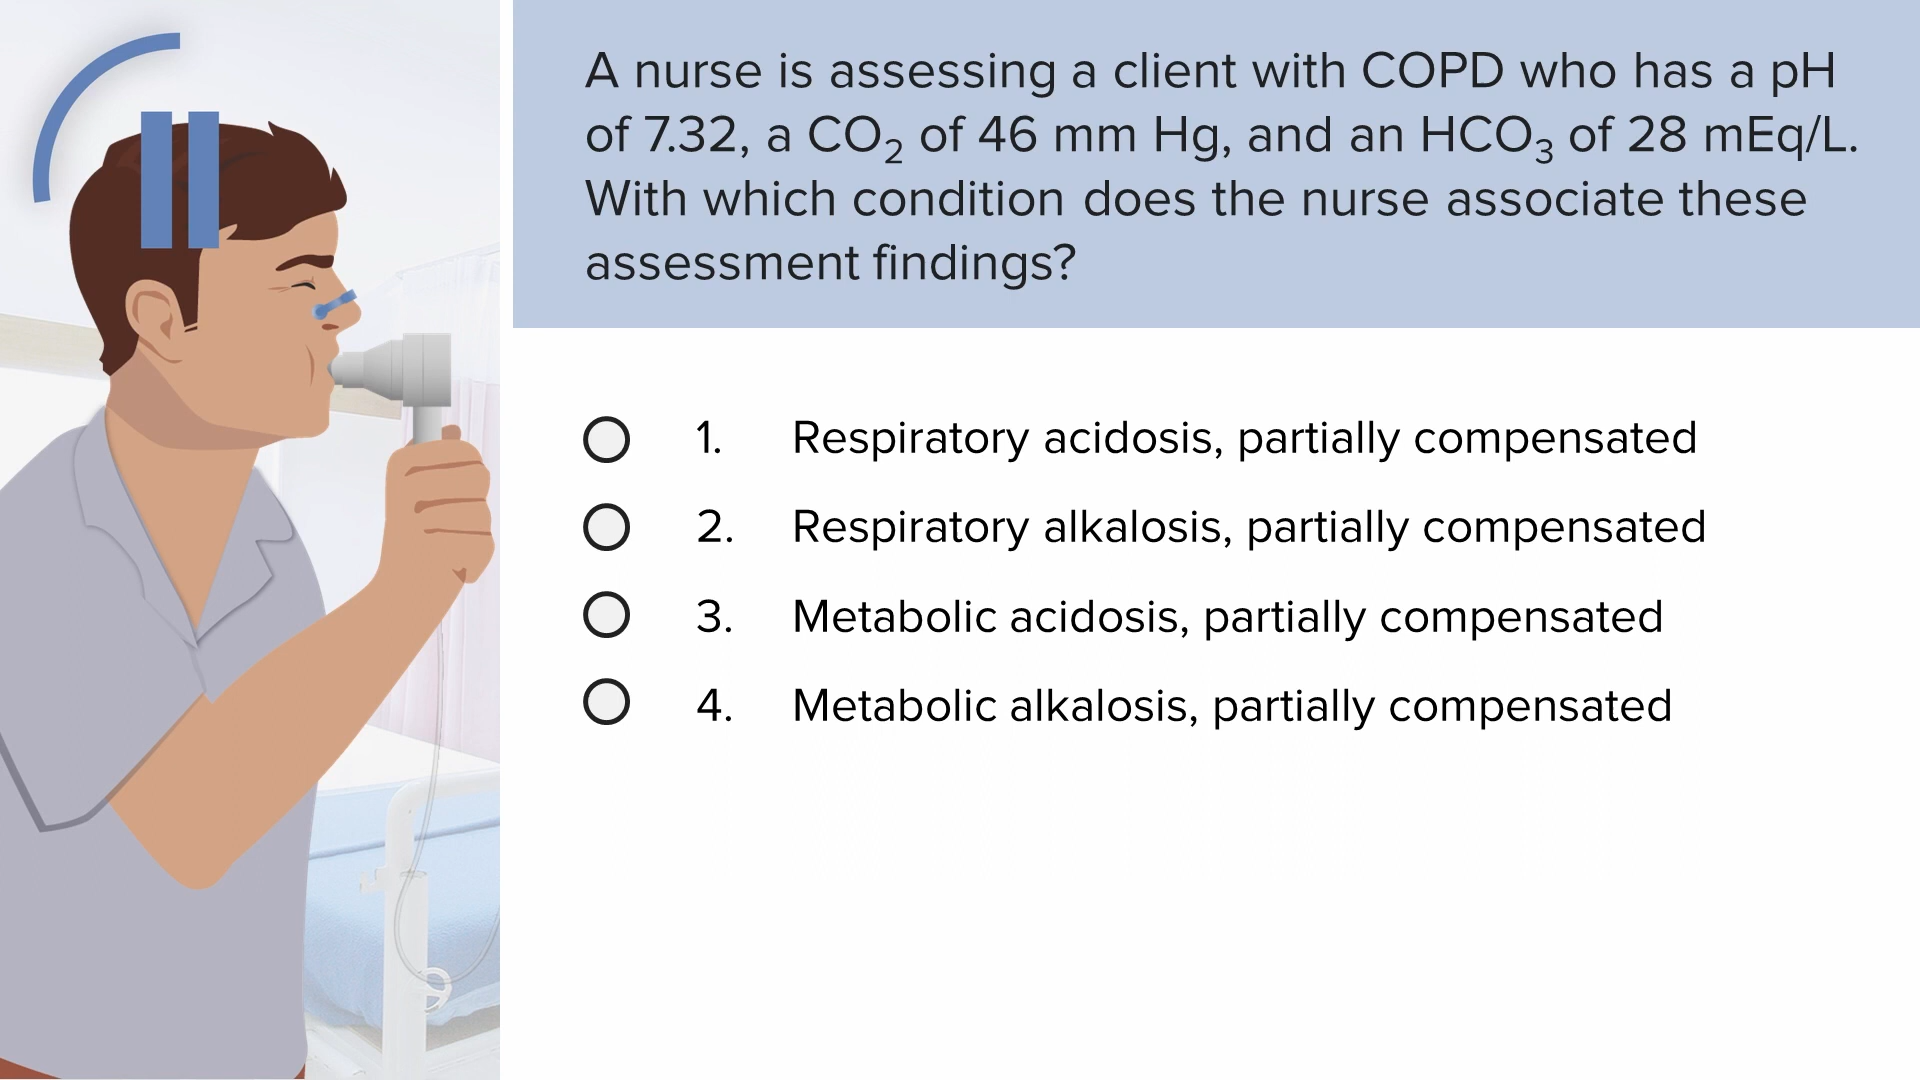 A nurse is assessing a client with COPD who has a pH
of 7.32, a CO₂ of 46 mm Hg, and an HCO₃ of 28 mEq/L.
With which condition does the nurse associate these
assessment findings?
1. Respiratory acidosis, partially compensated
2. Respiratory alkalosis, partially compensated
3. Metabolic acidosis, partially compensated
4. Metabolic alkalosis, partially compensated